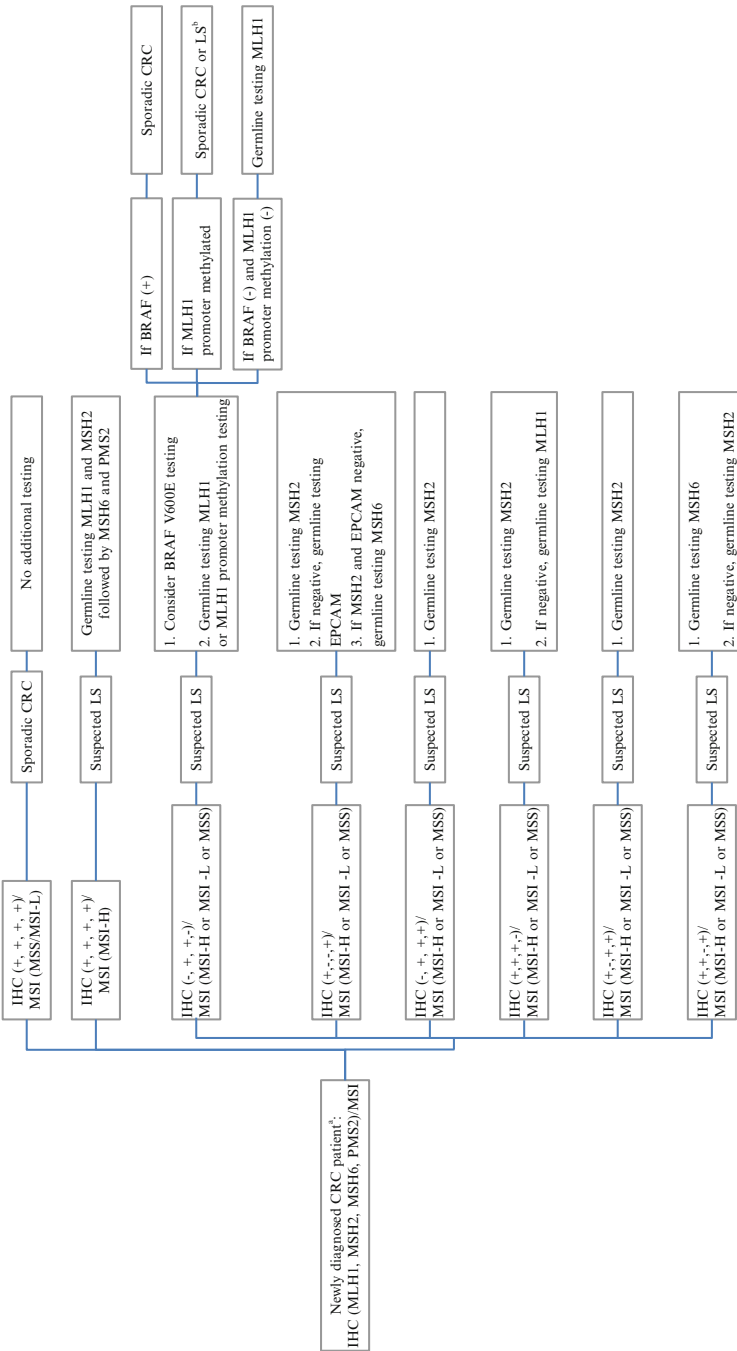 Newly diagnosed CRC patientᵃ:
IHC (MLH1, MSH2, MSH6, PMS2)/MSI
IHC (+, + , + , +)/
MSI (MSS/MSI-L)
Sporadic CRC
No additional testing
IHC (+, + , + , +)/
MSI (MSI-H)
Suspected LS
Germline testing MLH1 and MSH2
followed by MSH6 and PMS2
IHC (-, + , +,-)/
MSI (MSI-H or MSI -L or MSS)
Suspected LS
1. Consider BRAF V600E testing
2. Germline testing MLH1
or MLH1 promoter methylation testing
If BRAF (+)
Sporadic CRC
If MLH1
promoter methylated
Sporadic CRC or LSᵇ
If BRAF (-) and MLH1
promoter methylation (-)
Germline testing MLH1
IHC (+,-,-,+)/
MSI (MSI-H or MSI -L or MSS)
Suspected LS
1. Germline testing MSH2
2. If negative, germline testing
EPCAM
3. If MSH2 and EPCAM negative,
germline testing MSH6
IHC (-, + , +,+)/
MSI (MSI-H or MSI -L or MSS)
Suspected LS
1. Germline testing MSH2
IHC (+,+,+,-)/
MSI (MSI-H or MSI -L or MSS)
Suspected LS
1. Germline testing MSH2
2. If negative, germline testing MLH1
IHC (+,-,+,+)/
MSI (MSI-H or MSI -L or MSS)
Suspected LS
1. Germline testing MSH2
IHC (+,+,-,+)/
MSI (MSI-H or MSI -L or MSS)
Suspected LS
1. Germline testing MSH6
2. If negative, germline testing MSH2